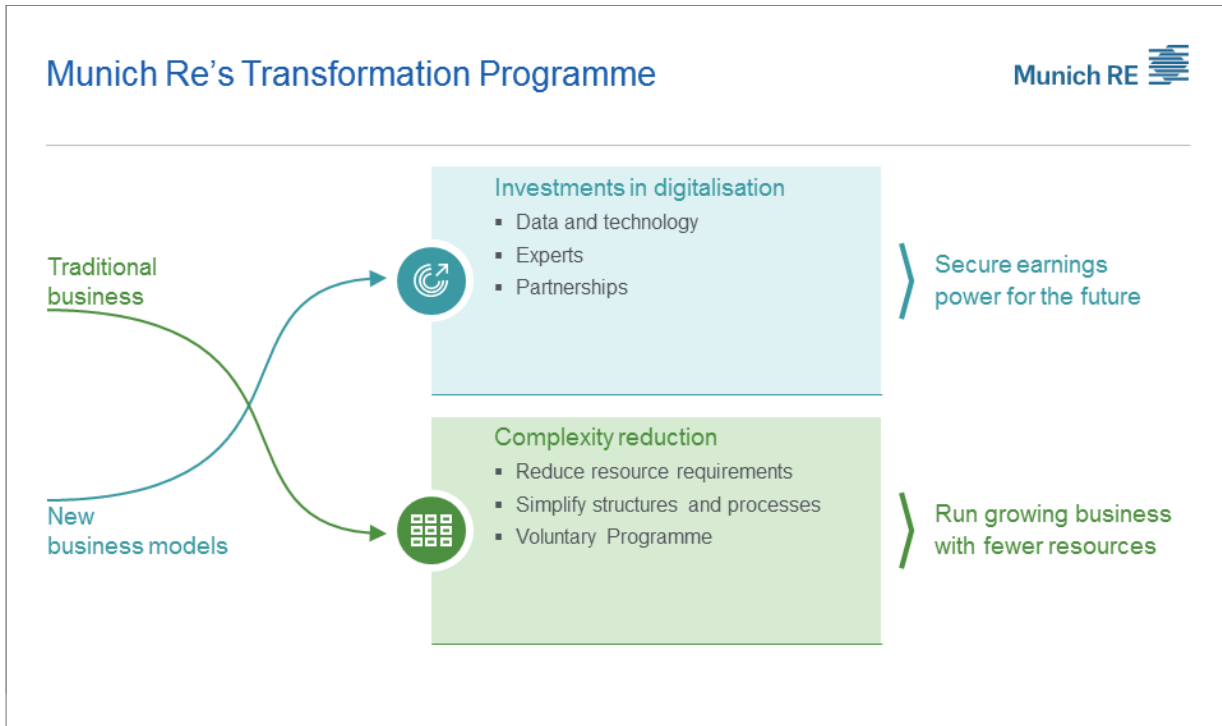 Munich Re's Transformation Programme
Munich RE
Traditional
business
New
business models
Investments in digitalisation
▪ Data and technology
▪ Experts
▪ Partnerships
Secure earnings
power for the future
Complexity reduction
▪ Reduce resource requirements
▪ Simplify structures and processes
▪ Voluntary Programme
Run growing business
with fewer resources